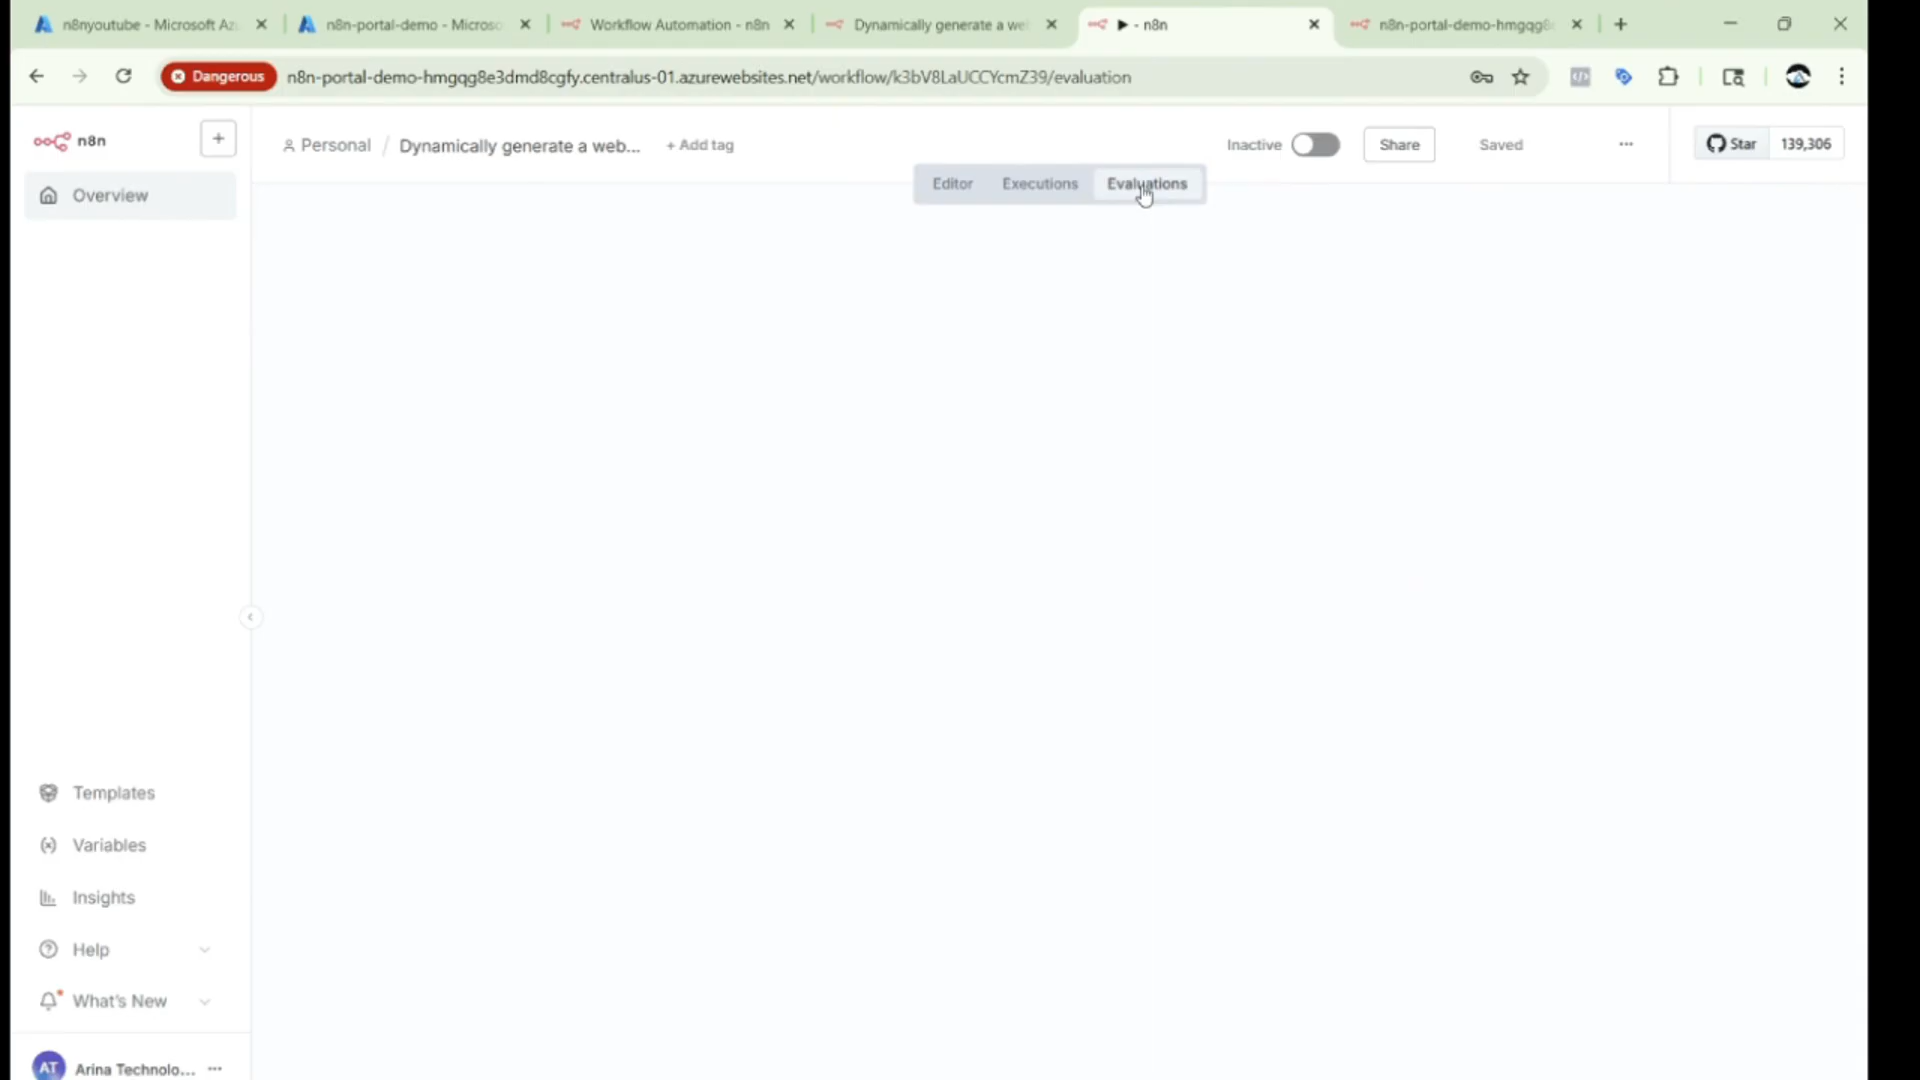 n8nyoutube - Microsoft Az
n8n-portal-demo - Microso
Workflow Automation - n8n
Dynamically generate a we
▶ - n8n
n8n-portal-demo-hmgqg8
Dangerous
n8n-portal-demo-hmgqg8e3dmd8cgfy.centralus-01.azurewebsites.net/workflow/k3bV8LaUCCYcmZ39/evaluation
n8n
+
Personal / Dynamically generate a web... + Add tag
Inactive
Share
Saved
...
Star 139,306
Editor Executions Evaluations
Overview
Templates
Variables
Insights
Help
What's New
AT Arina Technolo... ...